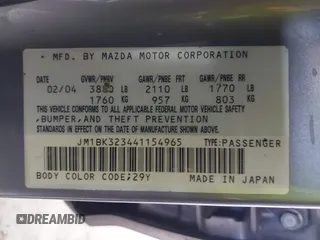 MFD. BY MAZDA MOTOR CORPORATION
GVWR/PNBV GAWR/PNBE FRT GAWR/PNBE RR
02/04 3880 LB 2110 LB 1770 LB
1760 KG 957 KG 803 KG
THIS VEHICLE CONFORMS TO ALL APPLICABLE FEDERAL MOTOR VEHICLE SAFETY
,BUMPER,AND THEFT PREVENTION
STANDARDS IN EFFECT ON THE DATE OF MANUFACTURE SHOWN ABOVE.
JM1BK323441154965 TYPE:PASSENGER
BODY COLOR CODE;29Y MADE IN JAPAN
DREAMBID